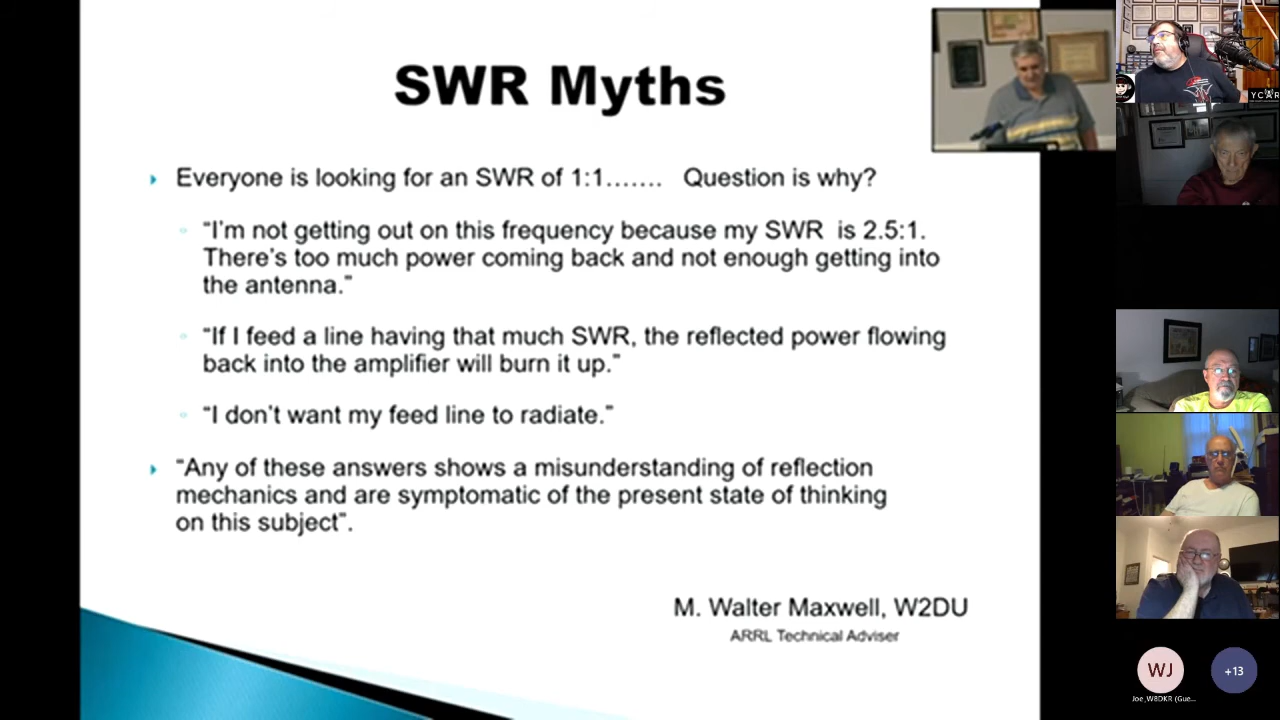 SWR Myths
Everyone is looking for an SWR of 1:1....... Question is why?
“I’m not getting out on this frequency because my SWR is 2.5:1.
There’s too much power coming back and not enough getting into
the antenna.”
“If I feed a line having that much SWR, the reflected power flowing
back into the amplifier will burn it up.”
“I don’t want my feed line to radiate.”
“Any of these answers shows a misunderstanding of reflection
mechanics and are symptomatic of the present state of thinking
on this subject”.
M. Walter Maxwell, W2DU
ARRL Technical Adviser
YCAR
WJ
+13
Joe_W8DKR (Gue...